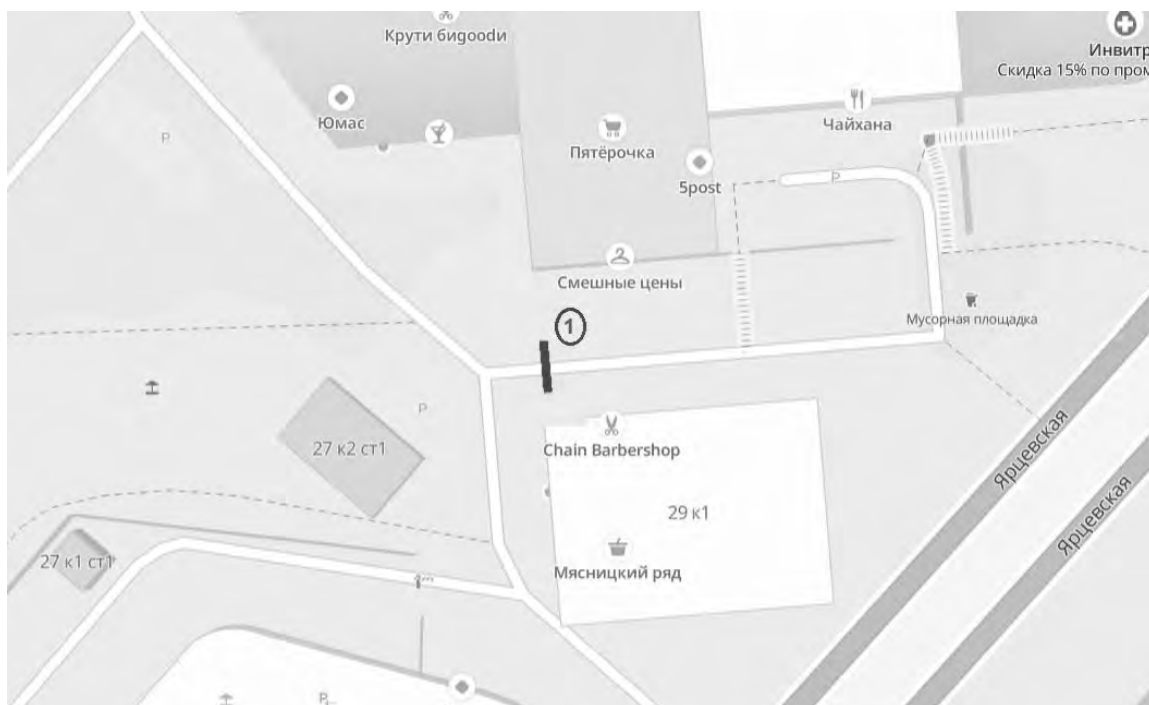 Крути бигооdи
Инвитр
Скидка 15% по пром
Юмас
Чайхана
P
Пятёрочка
5post
P
Смешные цены
Мусорная площадка
1
P
27 к2 ст1
Chain Barbershop
Ярцевская
29 к1
Ярцевская
27 к1 ст1
Мясницкий ряд
P